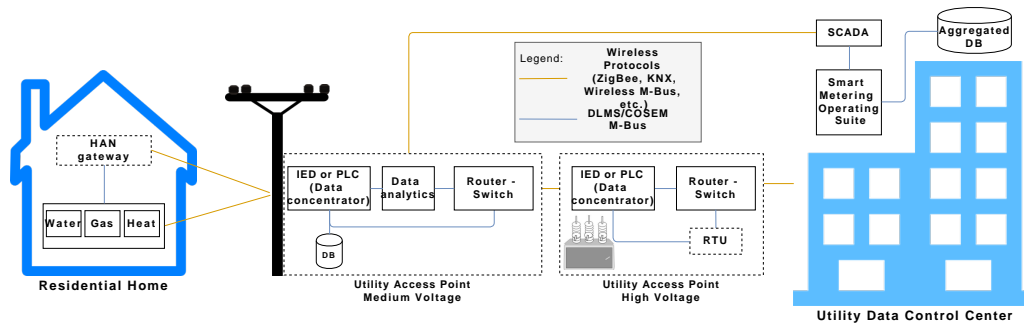 HAN
gateway
Water
Gas
Heat
Residential Home
IED or PLC
(Data
concentrator)
Data
analytics
Router -
Switch
DB
Utility Access Point
Medium Voltage
Legend:
Wireless
Protocols
(ZigBee, KNX,
Wireless M-Bus,
etc.)
DLMS/COSEM
M-Bus
IED or PLC
(Data
concentrator)
Router -
Switch
RTU
Utility Access Point
High Voltage
SCADA
Smart
Metering
Operating
Suite
Aggregated
DB
Utility Data Control Center